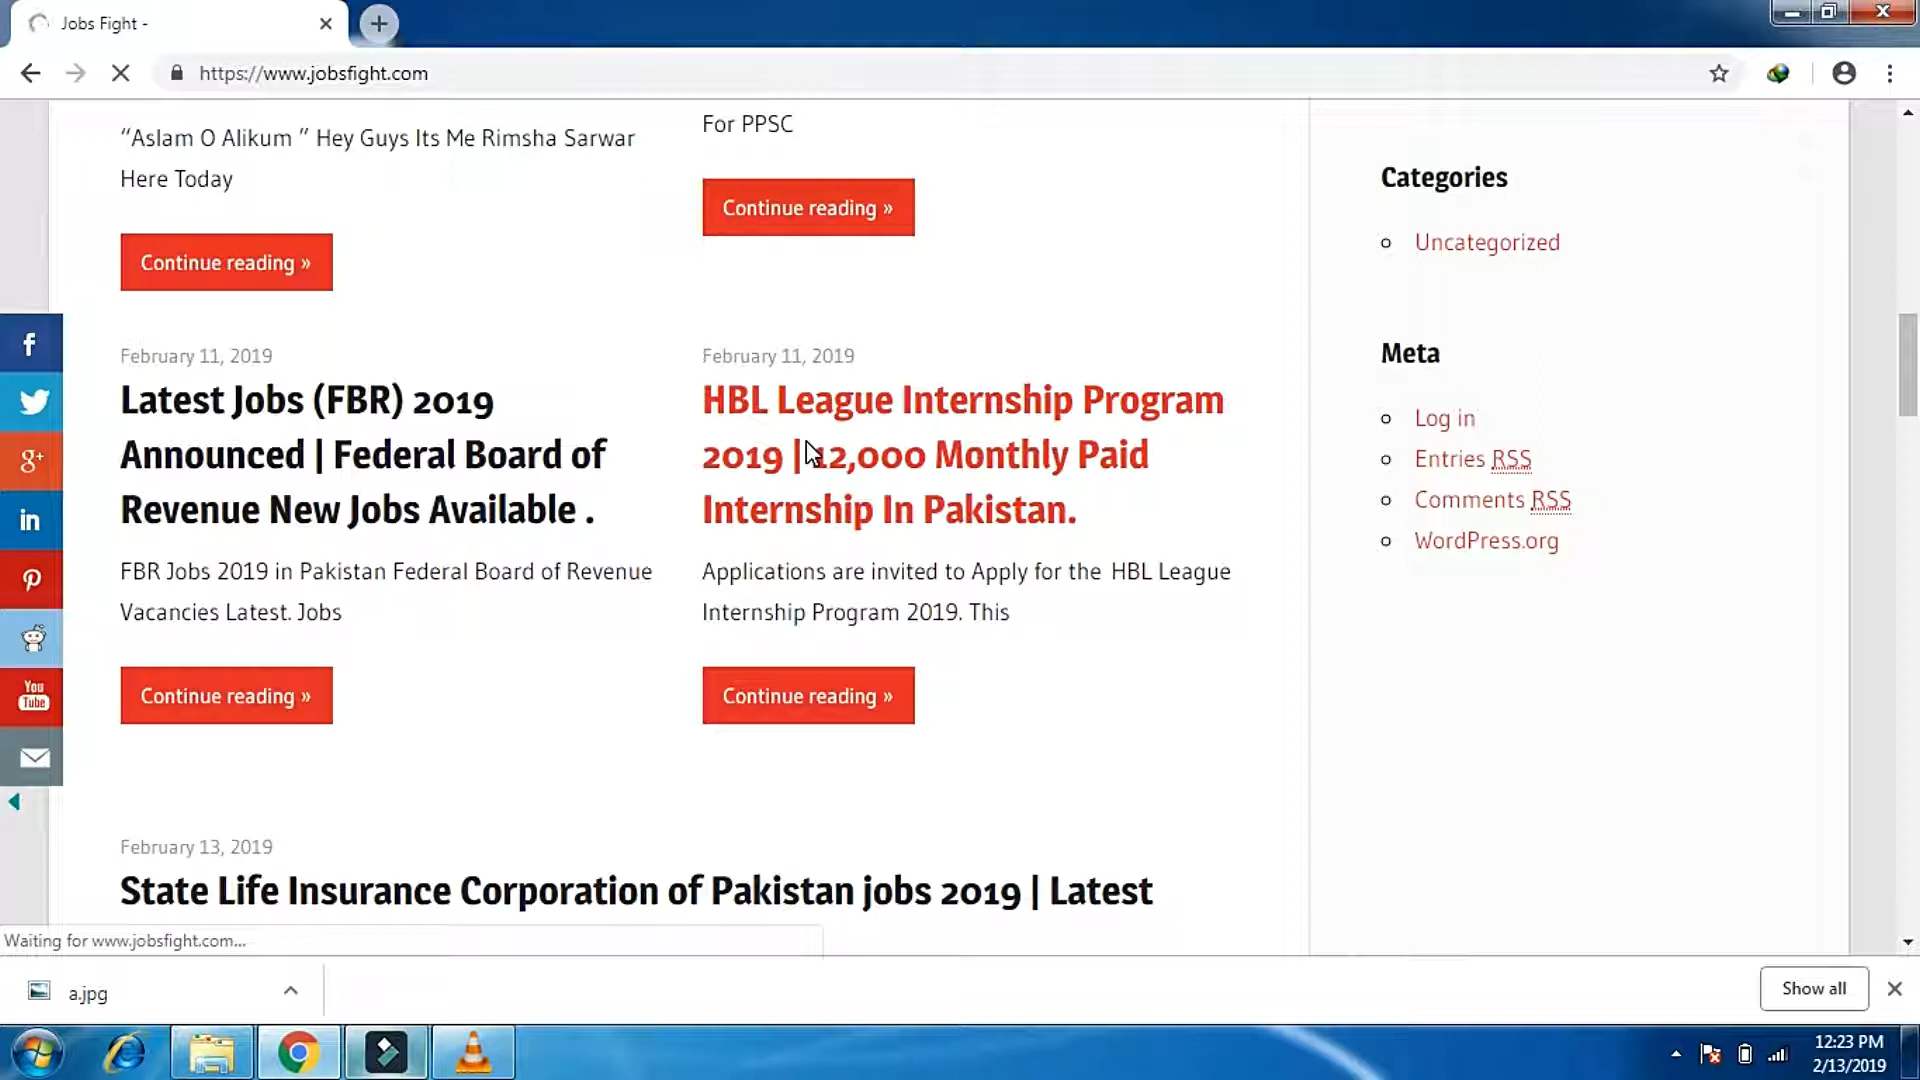 Jobs Fight -
https://www.jobsfight.com
“Aslam O Alikum ” Hey Guys Its Me Rimsha Sarwar
Here Today
Continue reading »
For PPSC
Continue reading »
February 11, 2019
Latest Jobs (FBR) 2019
Announced | Federal Board of
Revenue New Jobs Available .
FBR Jobs 2019 in Pakistan Federal Board of Revenue
Vacancies Latest. Jobs
Continue reading »
February 11, 2019
HBL League Internship Program
2019 | 12,000 Monthly Paid
Internship In Pakistan.
Applications are invited to Apply for the HBL League
Internship Program 2019. This
Continue reading »
February 13, 2019
State Life Insurance Corporation of Pakistan jobs 2019 | Latest
Categories
Uncategorized
Meta
Log in
Entries RSS
Comments RSS
WordPress.org
You
Tube
Waiting for www.jobsfight.com...
a.jpg
Show all
12:23 PM
2/13/2019